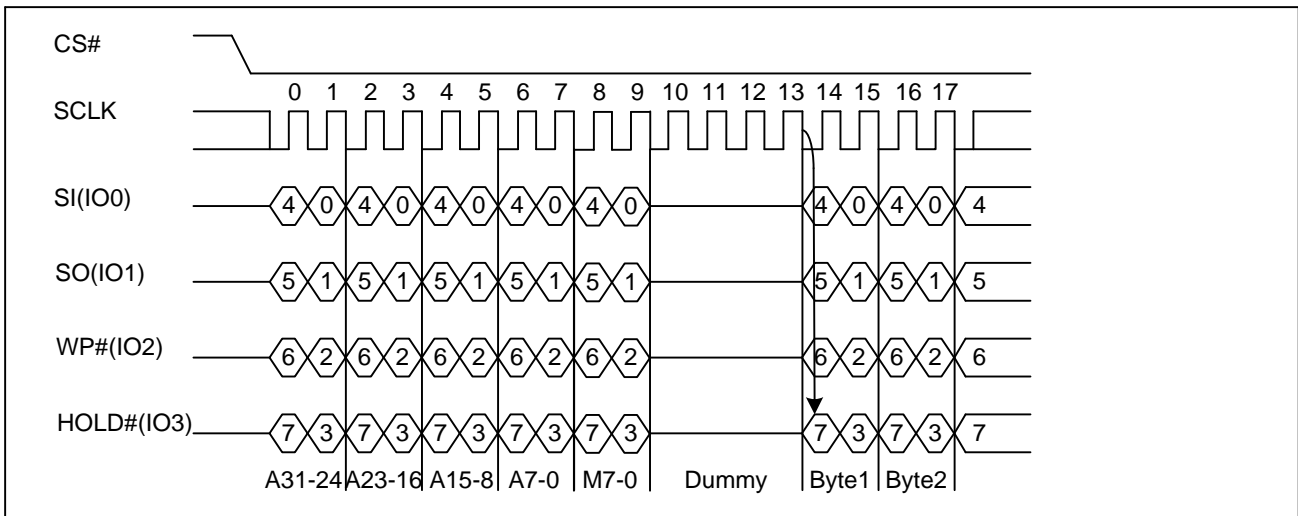 CS#
0 1 2 3 4 5 6 7 8 9 10 11 12 13 14 15 16 17
SCLK
SI(IO0) 4 0 4 0 4 0 4 0 4 0 4 0 4 0 4
SO(IO1) 5 1 5 1 5 1 5 1 5 1 5 1 5 1 5
WP#(IO2) 6 2 6 2 6 2 6 2 6 2 6 2 6 2 6
HOLD#(IO3) 7 3 7 3 7 3 7 3 7 3 7 3 7 3 7
A31-24 A23-16 A15-8 A7-0 M7-0 Dummy Byte1 Byte2